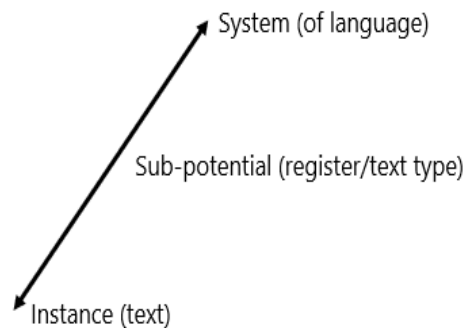 System (of language)
Sub-potential (register/text type)
Instance (text)